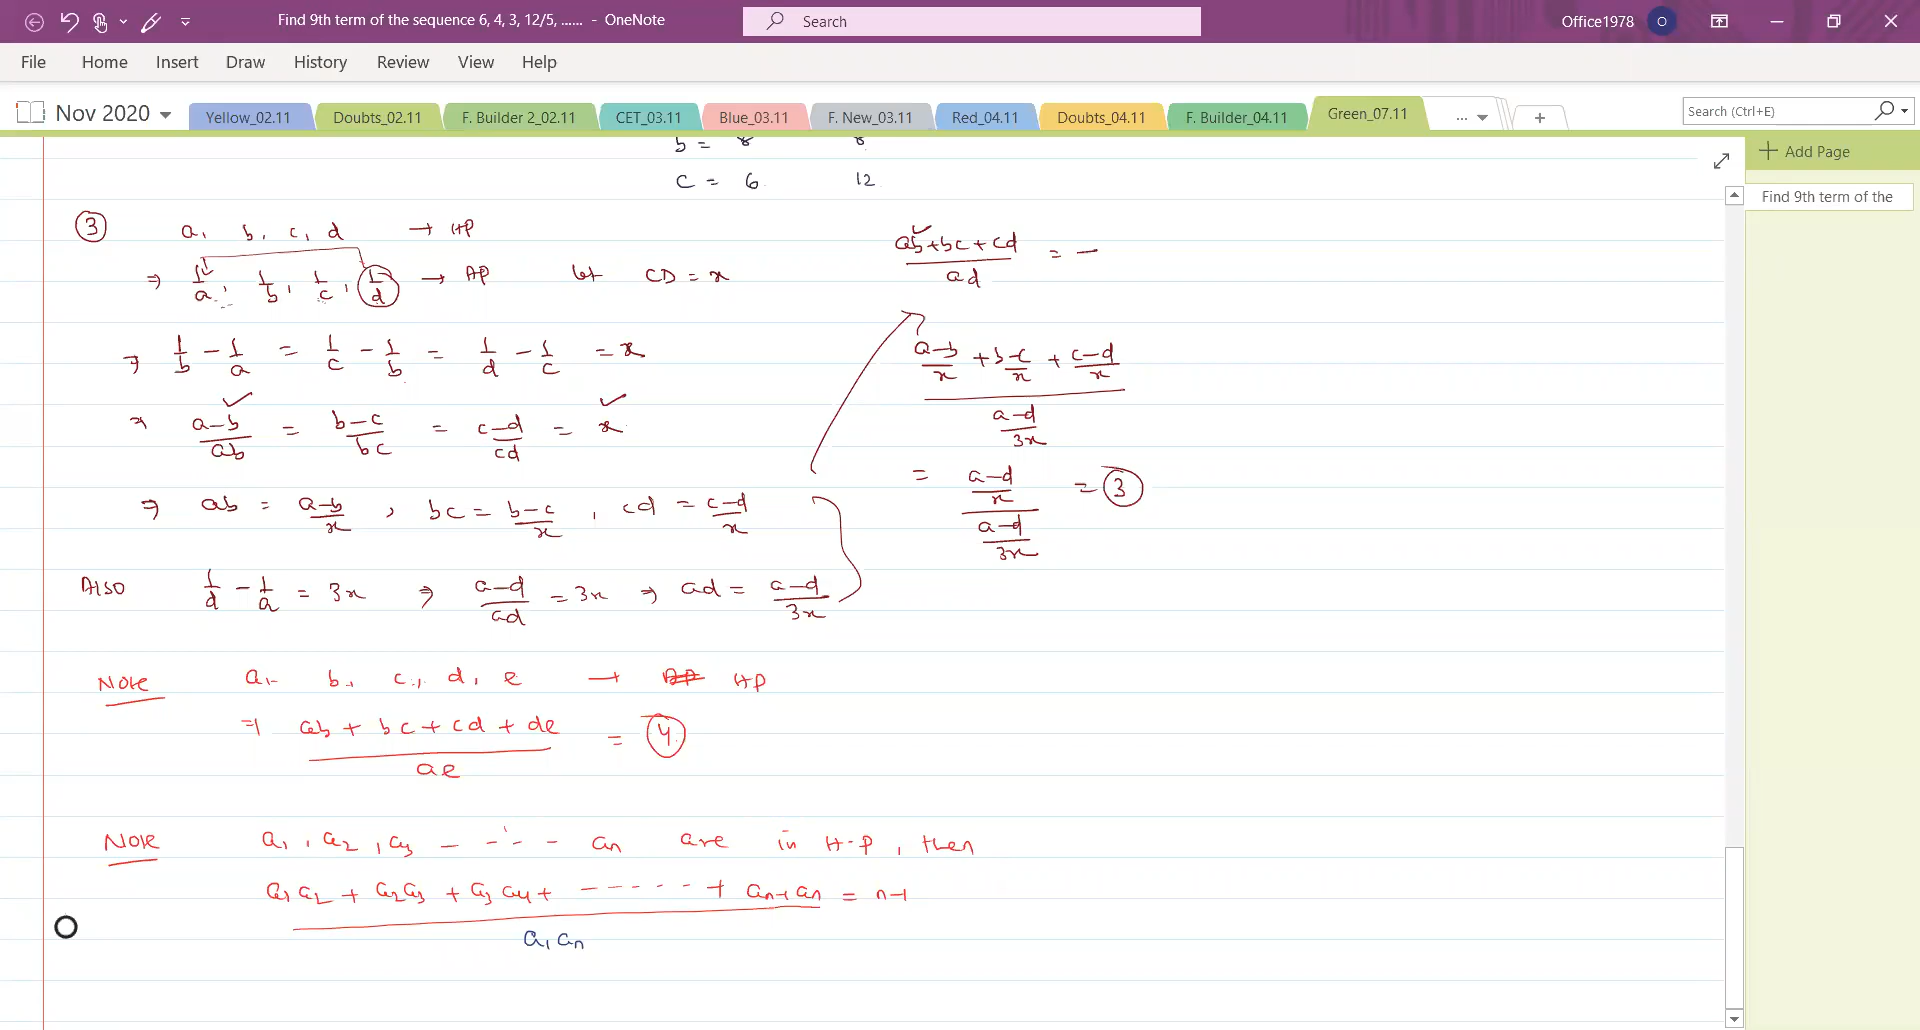 Find 9th term of the sequence 6, 4, 3, 12/5, ...... - OneNote
Search
Office1978
O
File Home Insert Draw History Review View Help
Nov 2020
Yellow_02.11 Doubts_02.11 F. Builder 2_02.11 CET_03.11 Blue_03.11 F. New_03.11 Red_04.11 Doubts_04.11 F. Builder_04.11 Green_07.11 ... +
Search (Ctrl+E)
+ Add Page
Find 9th term of the
b = 8 8
c = 6 12
③ a, b, c, d → HP
⇒ 1/a, 1/b, 1/c, 1/d → AP let CD = x
⇒ 1/b - 1/a = 1/c - 1/b = 1/d - 1/c = x
⇒ (a-b)/ab = (b-c)/bc = (c-d)/cd = x
⇒ ab = (a-b)/x, bc = (b-c)/x, cd = (c-d)/x
Also 1/d - 1/a = 3x ⇒ (a-d)/ad = 3x ⇒ ad = (a-d)/3x
(ab+bc+cd)/ad = -
((a-b)/x + (b-c)/x + (c-d)/x)/((a-d)/3x)
= ((a-d)/x)/((a-d)/3x) = ③
Note a, b, c, d, e → HP
⇒ (ab + bc + cd + de)/ae = ④
Note a1, a2, a3 - - - - an are in H.P, then
(a1a2 + a2a3 + a3a4 + ------ + an-1an)/a1an = n-1